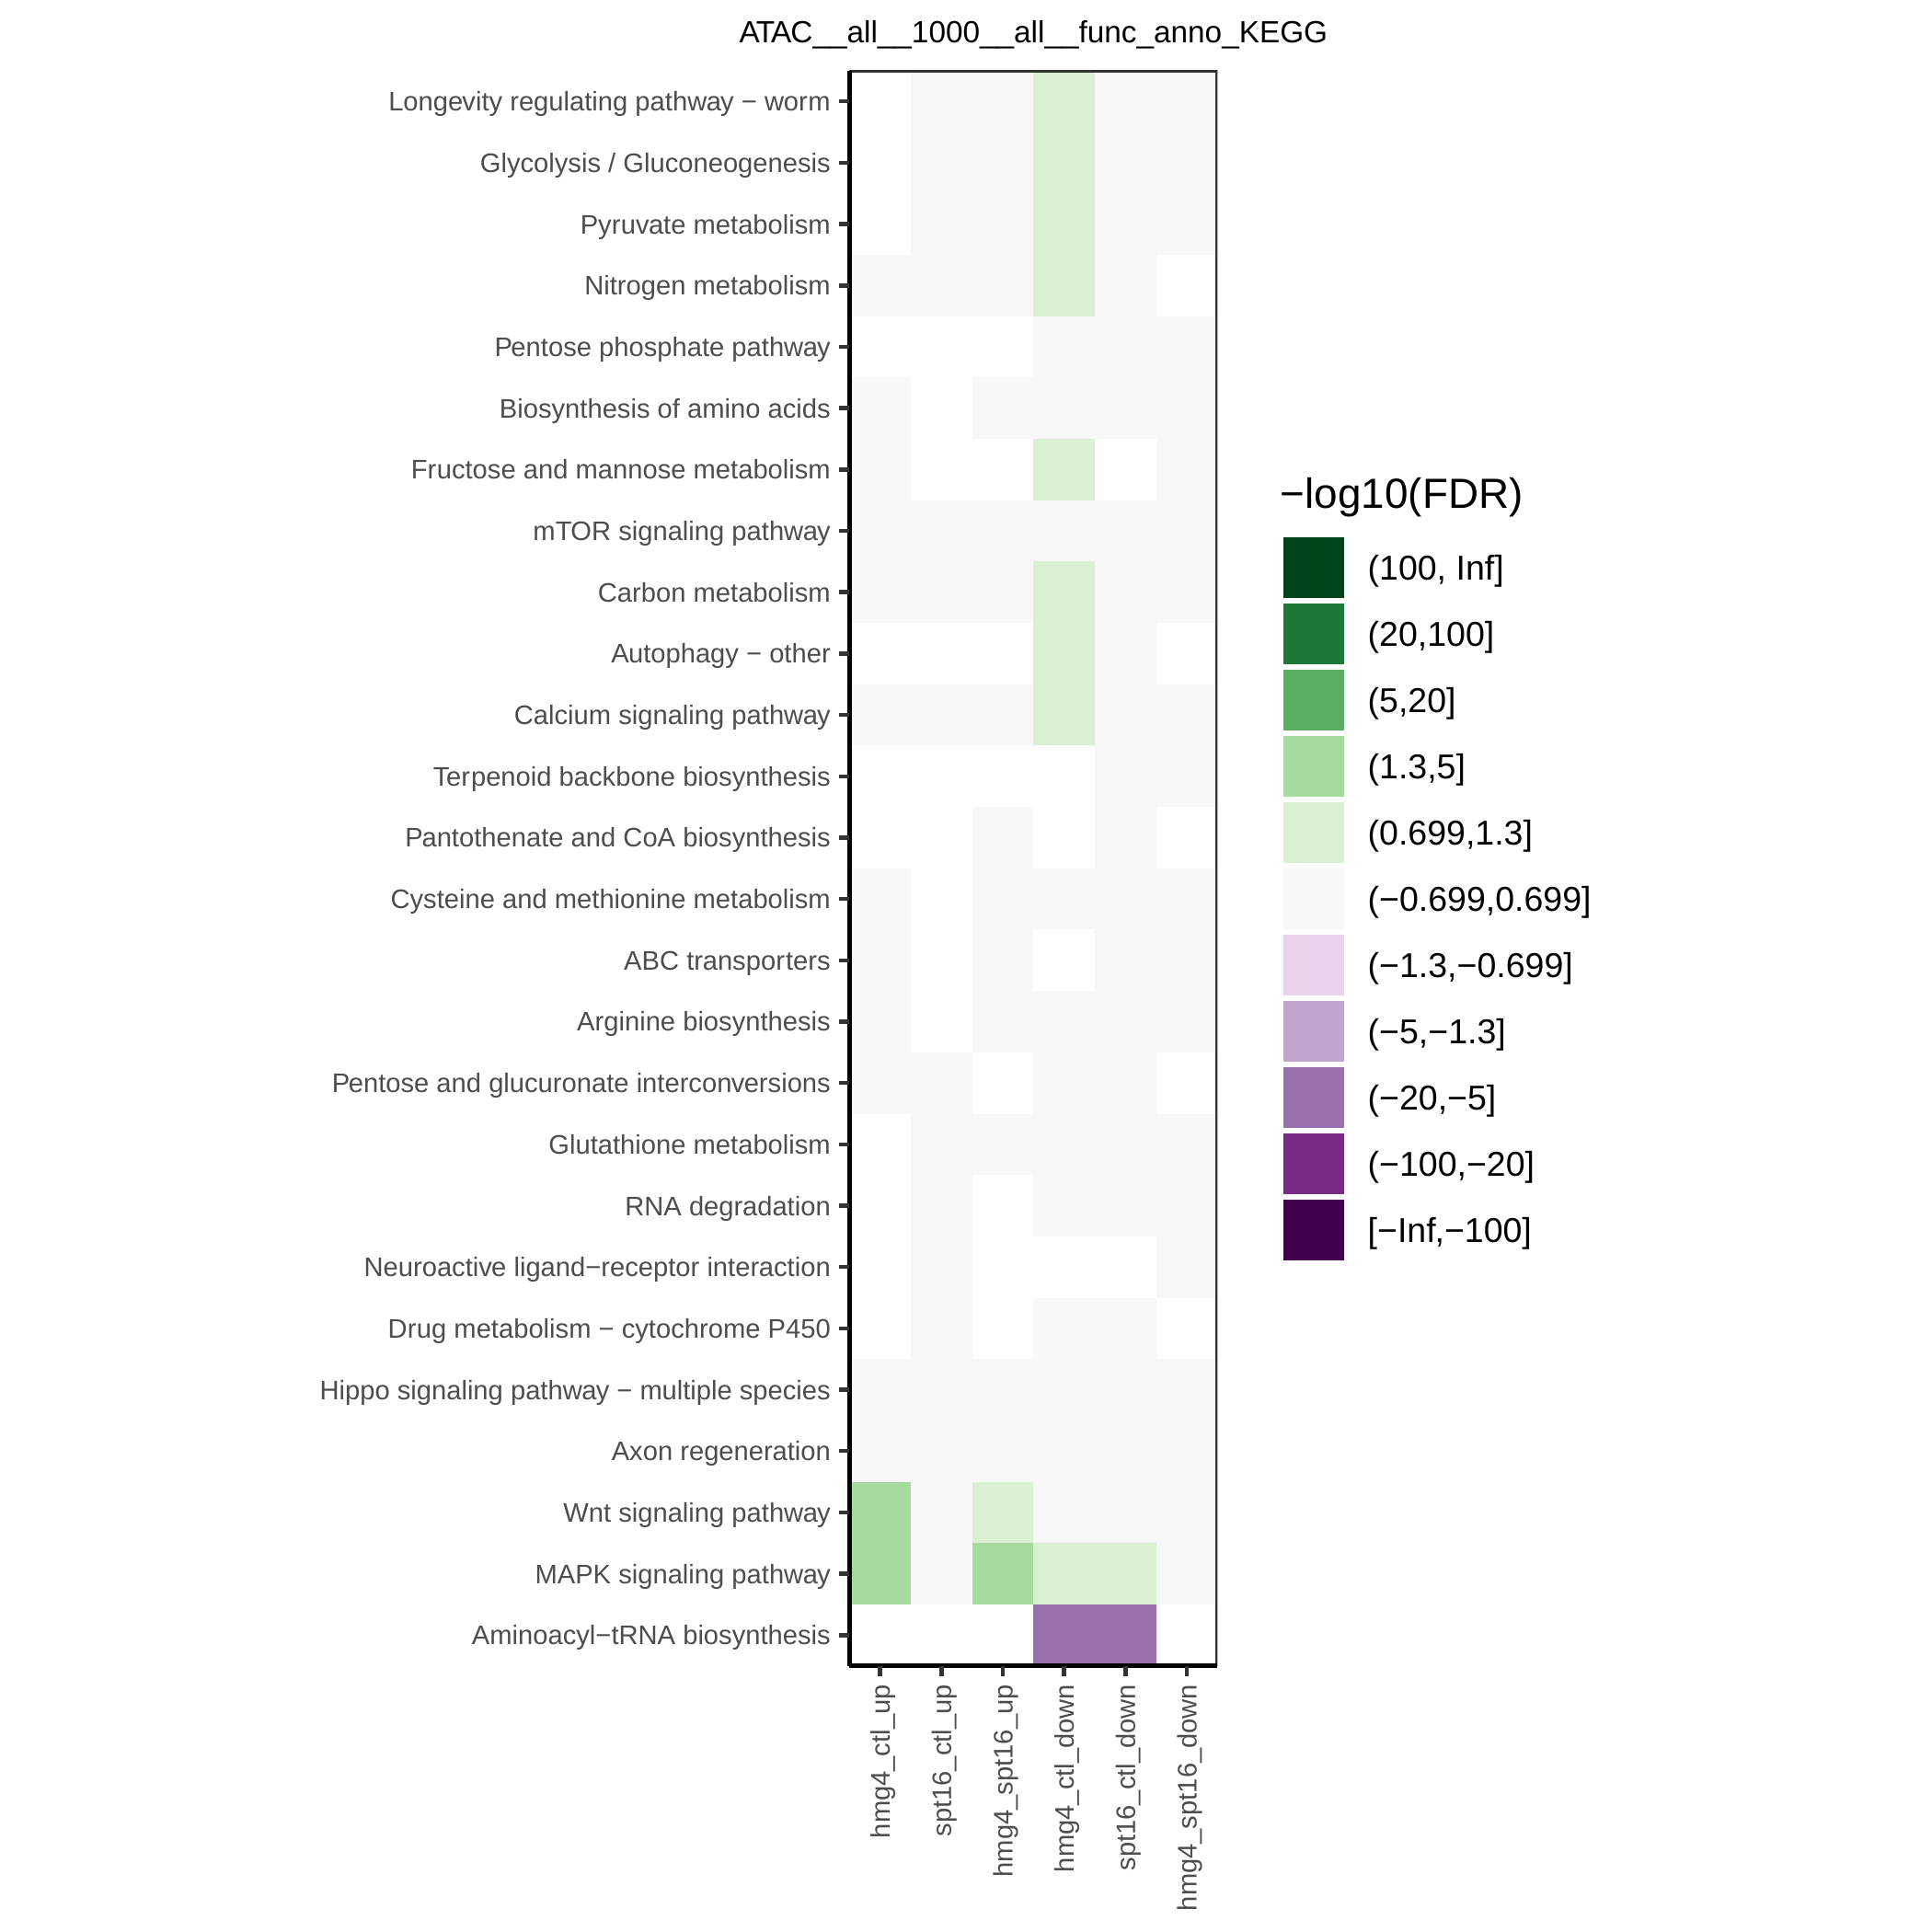 ATAC__all__1000__all__func_anno_KEGG
Longevity regulating pathway − worm
Glycolysis / Gluconeogenesis
Pyruvate metabolism
Nitrogen metabolism
Pentose phosphate pathway
Biosynthesis of amino acids
Fructose and mannose metabolism
mTOR signaling pathway
Carbon metabolism
Autophagy − other
Calcium signaling pathway
Terpenoid backbone biosynthesis
Pantothenate and CoA biosynthesis
Cysteine and methionine metabolism
ABC transporters
Arginine biosynthesis
Pentose and glucuronate interconversions
Glutathione metabolism
RNA degradation
Neuroactive ligand−receptor interaction
Drug metabolism − cytochrome P450
Hippo signaling pathway − multiple species
Axon regeneration
Wnt signaling pathway
MAPK signaling pathway
Aminoacyl−tRNA biosynthesis
hmg4_ctl_up
spt16_ctl_up
hmg4_spt16_up
hmg4_ctl_down
spt16_ctl_down
hmg4_spt16_down
−log10(FDR)
(100, Inf]
(20,100]
(5,20]
(1.3,5]
(0.699,1.3]
(−0.699,0.699]
(−1.3,−0.699]
(−5,−1.3]
(−20,−5]
(−100,−20]
[−Inf,−100]